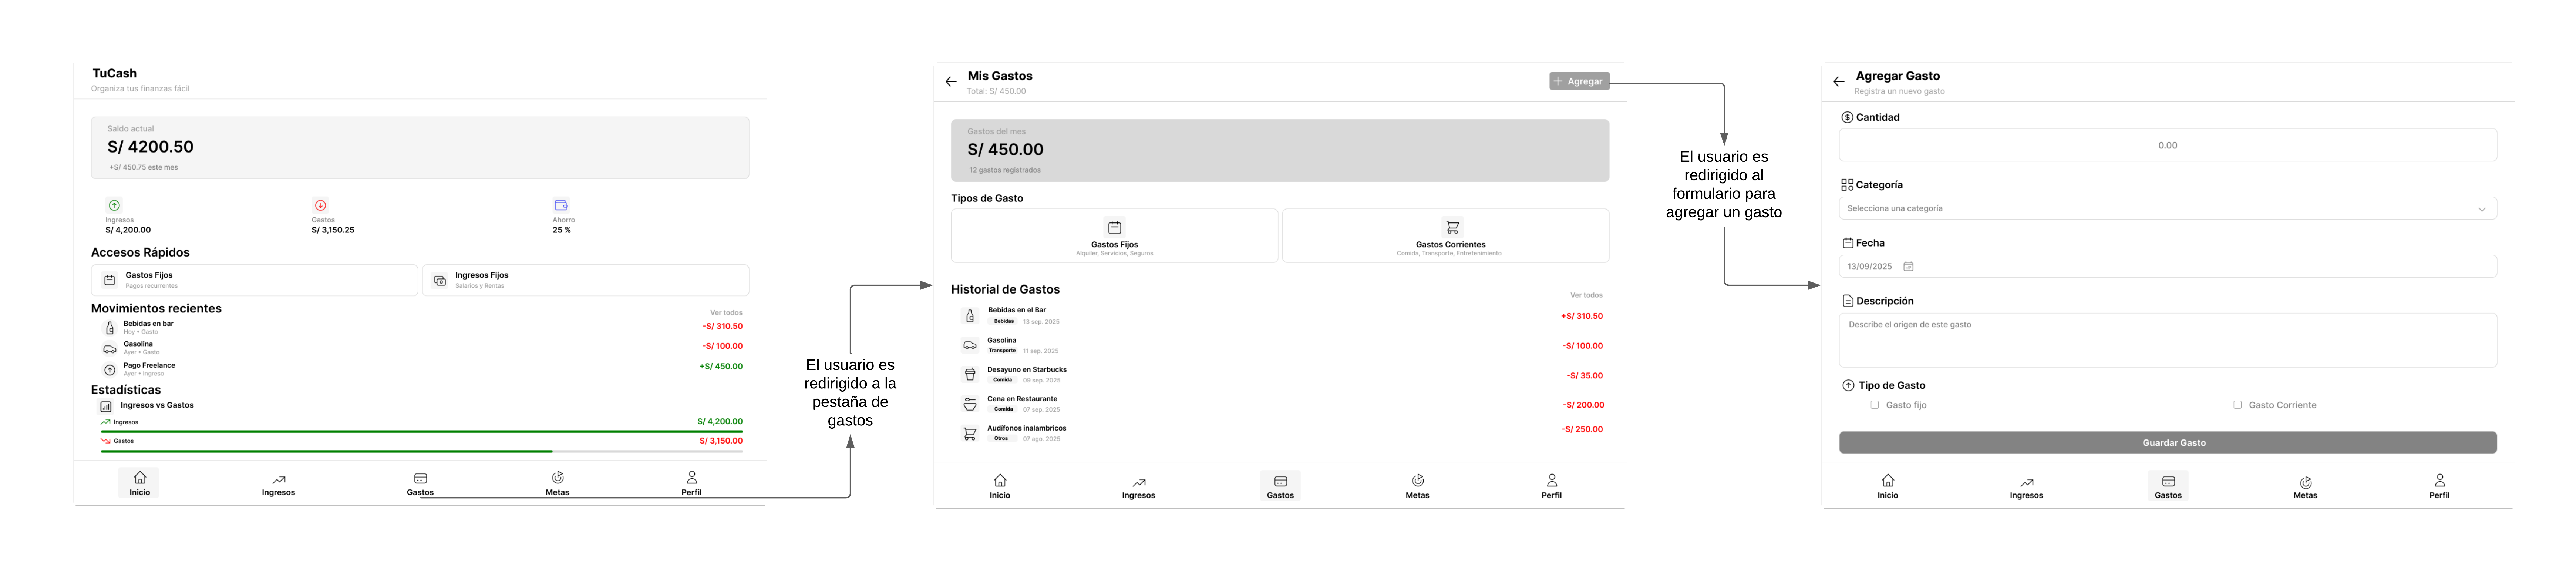 TuCash
Organiza tus finanzas fácil
Saldo actual
S/ 4200.50
+S/ 450.75 este mes
Ingresos
S/ 4,200.00
Gastos
S/ 3,150.25
Ahorro
25 %
Accesos Rápidos
Gastos Fijos
Pagos recurrentes
Ingresos Fijos
Salarios y Rentas
Movimientos recientes
Ver todos
Bebidas en bar
Hoy • Gasto
-S/ 310.50
Gasolina
Ayer • Gasto
-S/ 100.00
Pago Freelance
Ayer • Ingreso
+S/ 450.00
Estadísticas
Ingresos vs Gastos
Ingresos
S/ 4,200.00
Gastos
S/ 3,150.00
Inicio
Ingresos
Gastos
Metas
Perfil
El usuario es
redirigido a la
pestaña de
gastos
Mis Gastos
Total: S/ 450.00
+ Agregar
Gastos del mes
S/ 450.00
12 gastos registrados
Tipos de Gasto
Gastos Fijos
Alquiler, Servicios, Seguros
Gastos Corrientes
Comida, Transporte, Entretenimiento
Historial de Gastos
Ver todos
Bebidas en el Bar
Bebidas 13 sep. 2025
+S/ 310.50
Gasolina
Transporte 11 sep. 2025
-S/ 100.00
Desayuno en Starbucks
Comida 09 sep. 2025
-S/ 35.00
Cena en Restaurante
Comida 07 sep. 2025
-S/ 200.00
Audífonos inalambricos
Otros 07 ago. 2025
-S/ 250.00
Inicio
Ingresos
Gastos
Metas
Perfil
El usuario es
redirigido al
formulario para
agregar un gasto
Agregar Gasto
Registra un nuevo gasto
Cantidad
0.00
Categoría
Selecciona una categoría
Fecha
13/09/2025
Descripción
Describe el origen de este gasto
Tipo de Gasto
Gasto fijo
Gasto Corriente
Guardar Gasto
Inicio
Ingresos
Gastos
Metas
Perfil